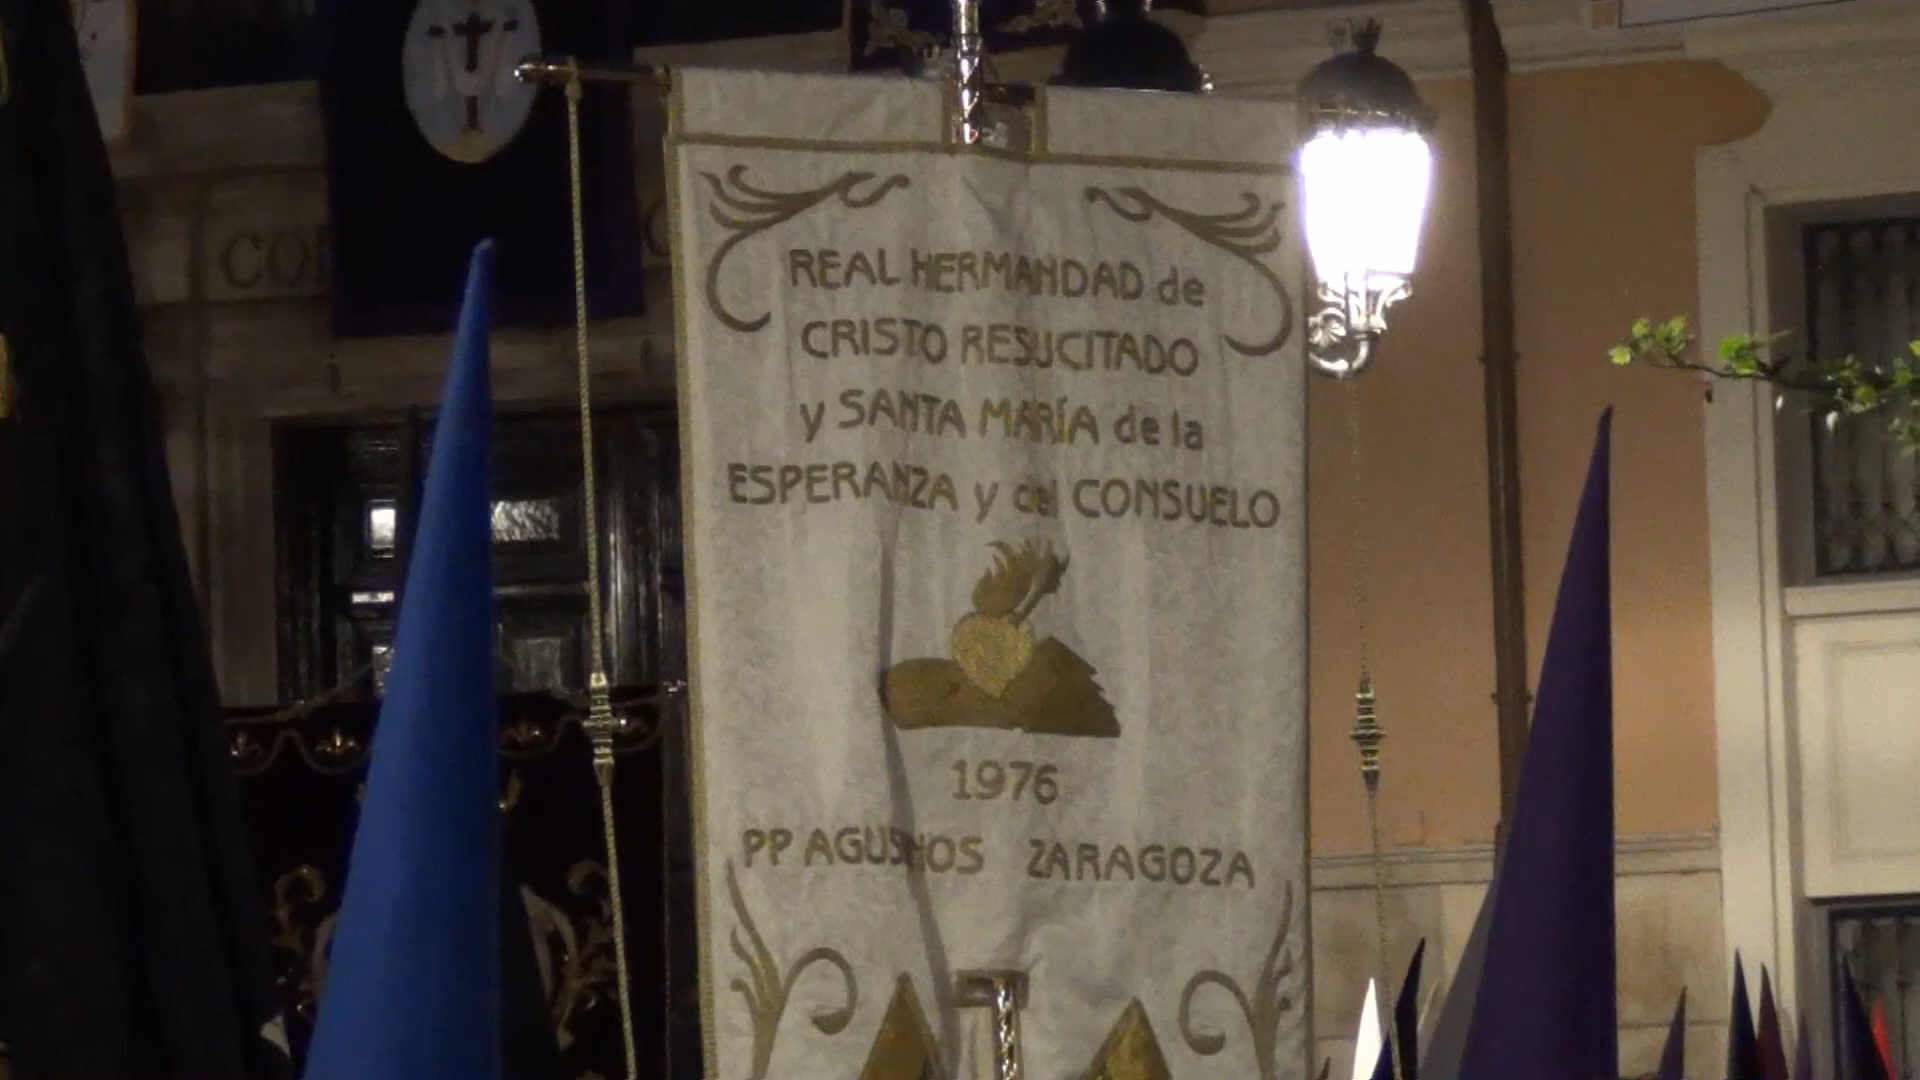 REAL HERMANDAD de
CRISTO RESUCITADO
y SANTA MARÍA de la
ESPERANZA y del CONSUELO
1976
PP AGUSTINOS ZARAGOZA